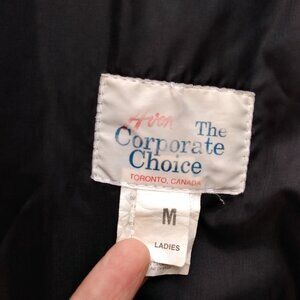 The
Corporate
Choice
TORONTO, CANADA
M
LADIES